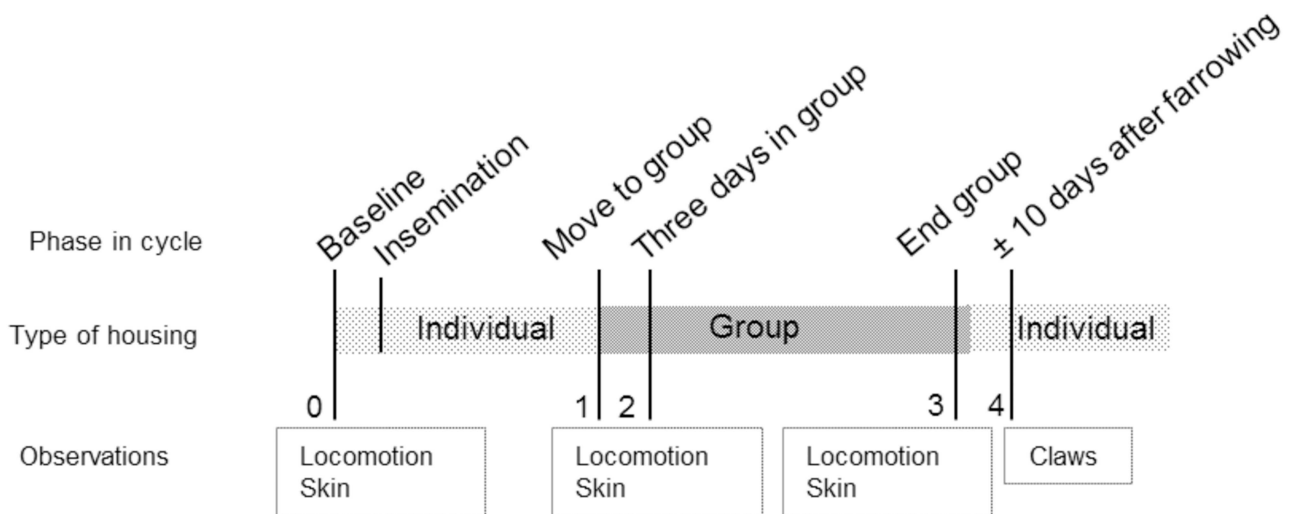 Phase in cycle
Baseline
Insemination
Move to group
Three days in group
End group
± 10 days after farrowing
Type of housing
Individual
Group
Individual
0
1
2
3
4
Observations
Locomotion
Skin
Locomotion
Skin
Locomotion
Skin
Claws